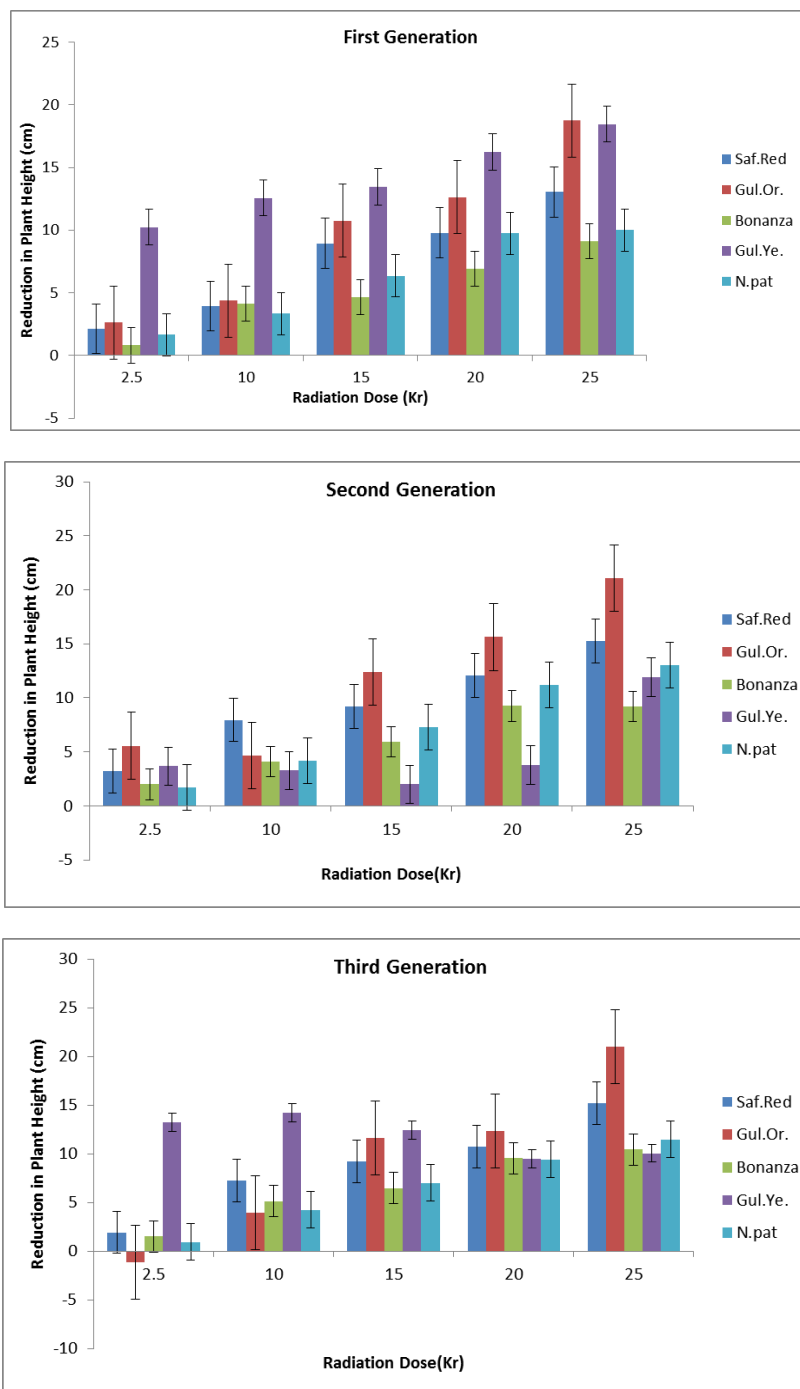 First Generation
Reduction in Plant Height (cm)
25
20
15
10
5
0
-5
2.5 10 15 20 25
Radiation Dose (Kr)
Saf.Red
Gul.Or.
Bonanza
Gul.Ye.
N.pat
Second Generation
Reduction in Plant Height (cm)
30
25
20
15
10
5
0
-5
2.5 10 15 20 25
Radiation Dose(Kr)
Saf.Red
Gul.Or.
Bonanza
Gul.Ye.
N.pat
Third Generation
Reduction in Plant Height (cm)
30
25
20
15
10
5
0
-5
-10
2.5 10 15 20 25
Radiation Dose(Kr)
Saf.Red
Gul.Or.
Bonanza
Gul.Ye.
N.pat